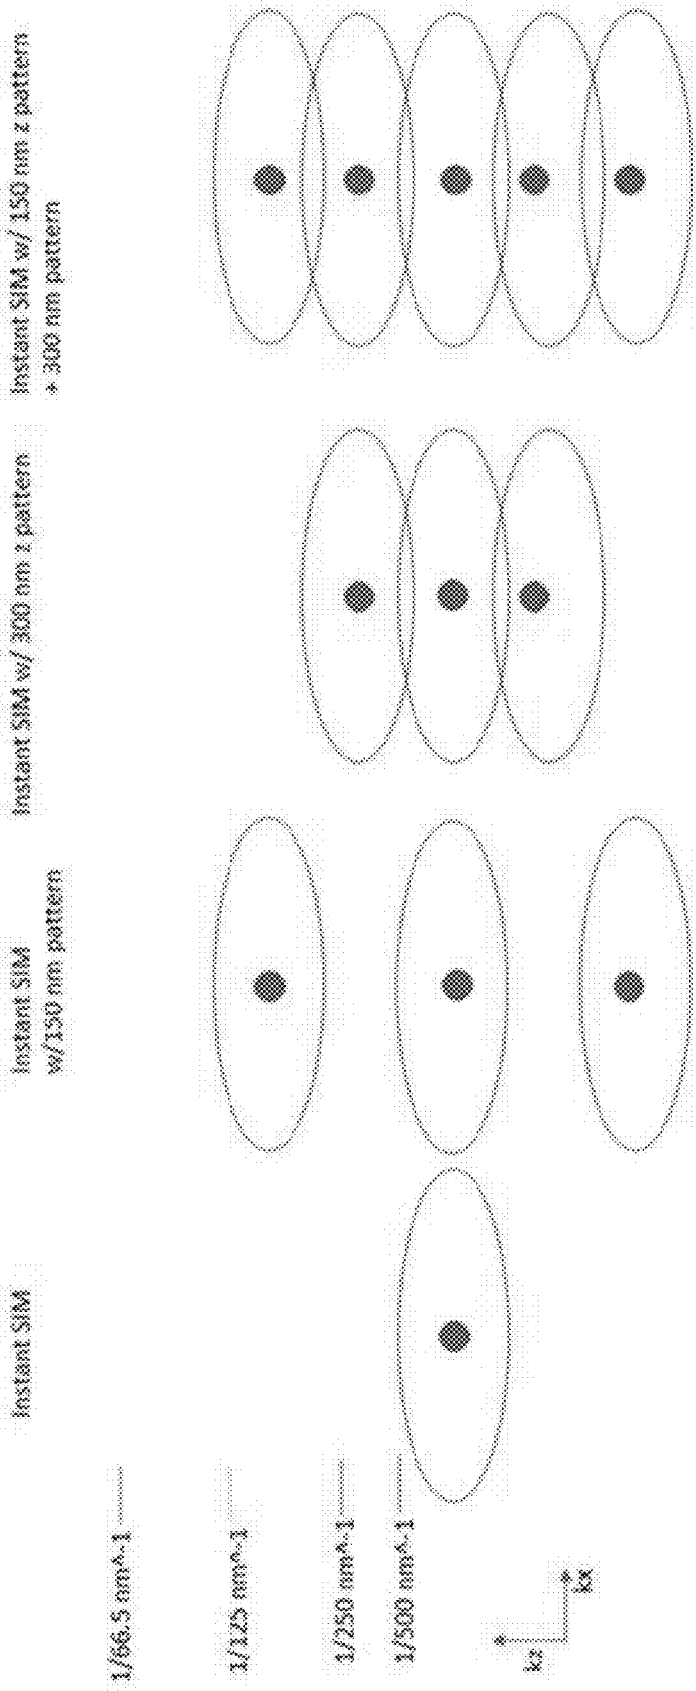 Instant SIM
Instant SIM
w/150 nm pattern
Instant SIM w/ 300 nm z pattern
Instant SIM w/ 150 nm z pattern
+ 300 nm pattern
1/66.5 nm^-1
1/125 nm^-1
1/250 nm^-1
1/500 nm^-1
kz
kx